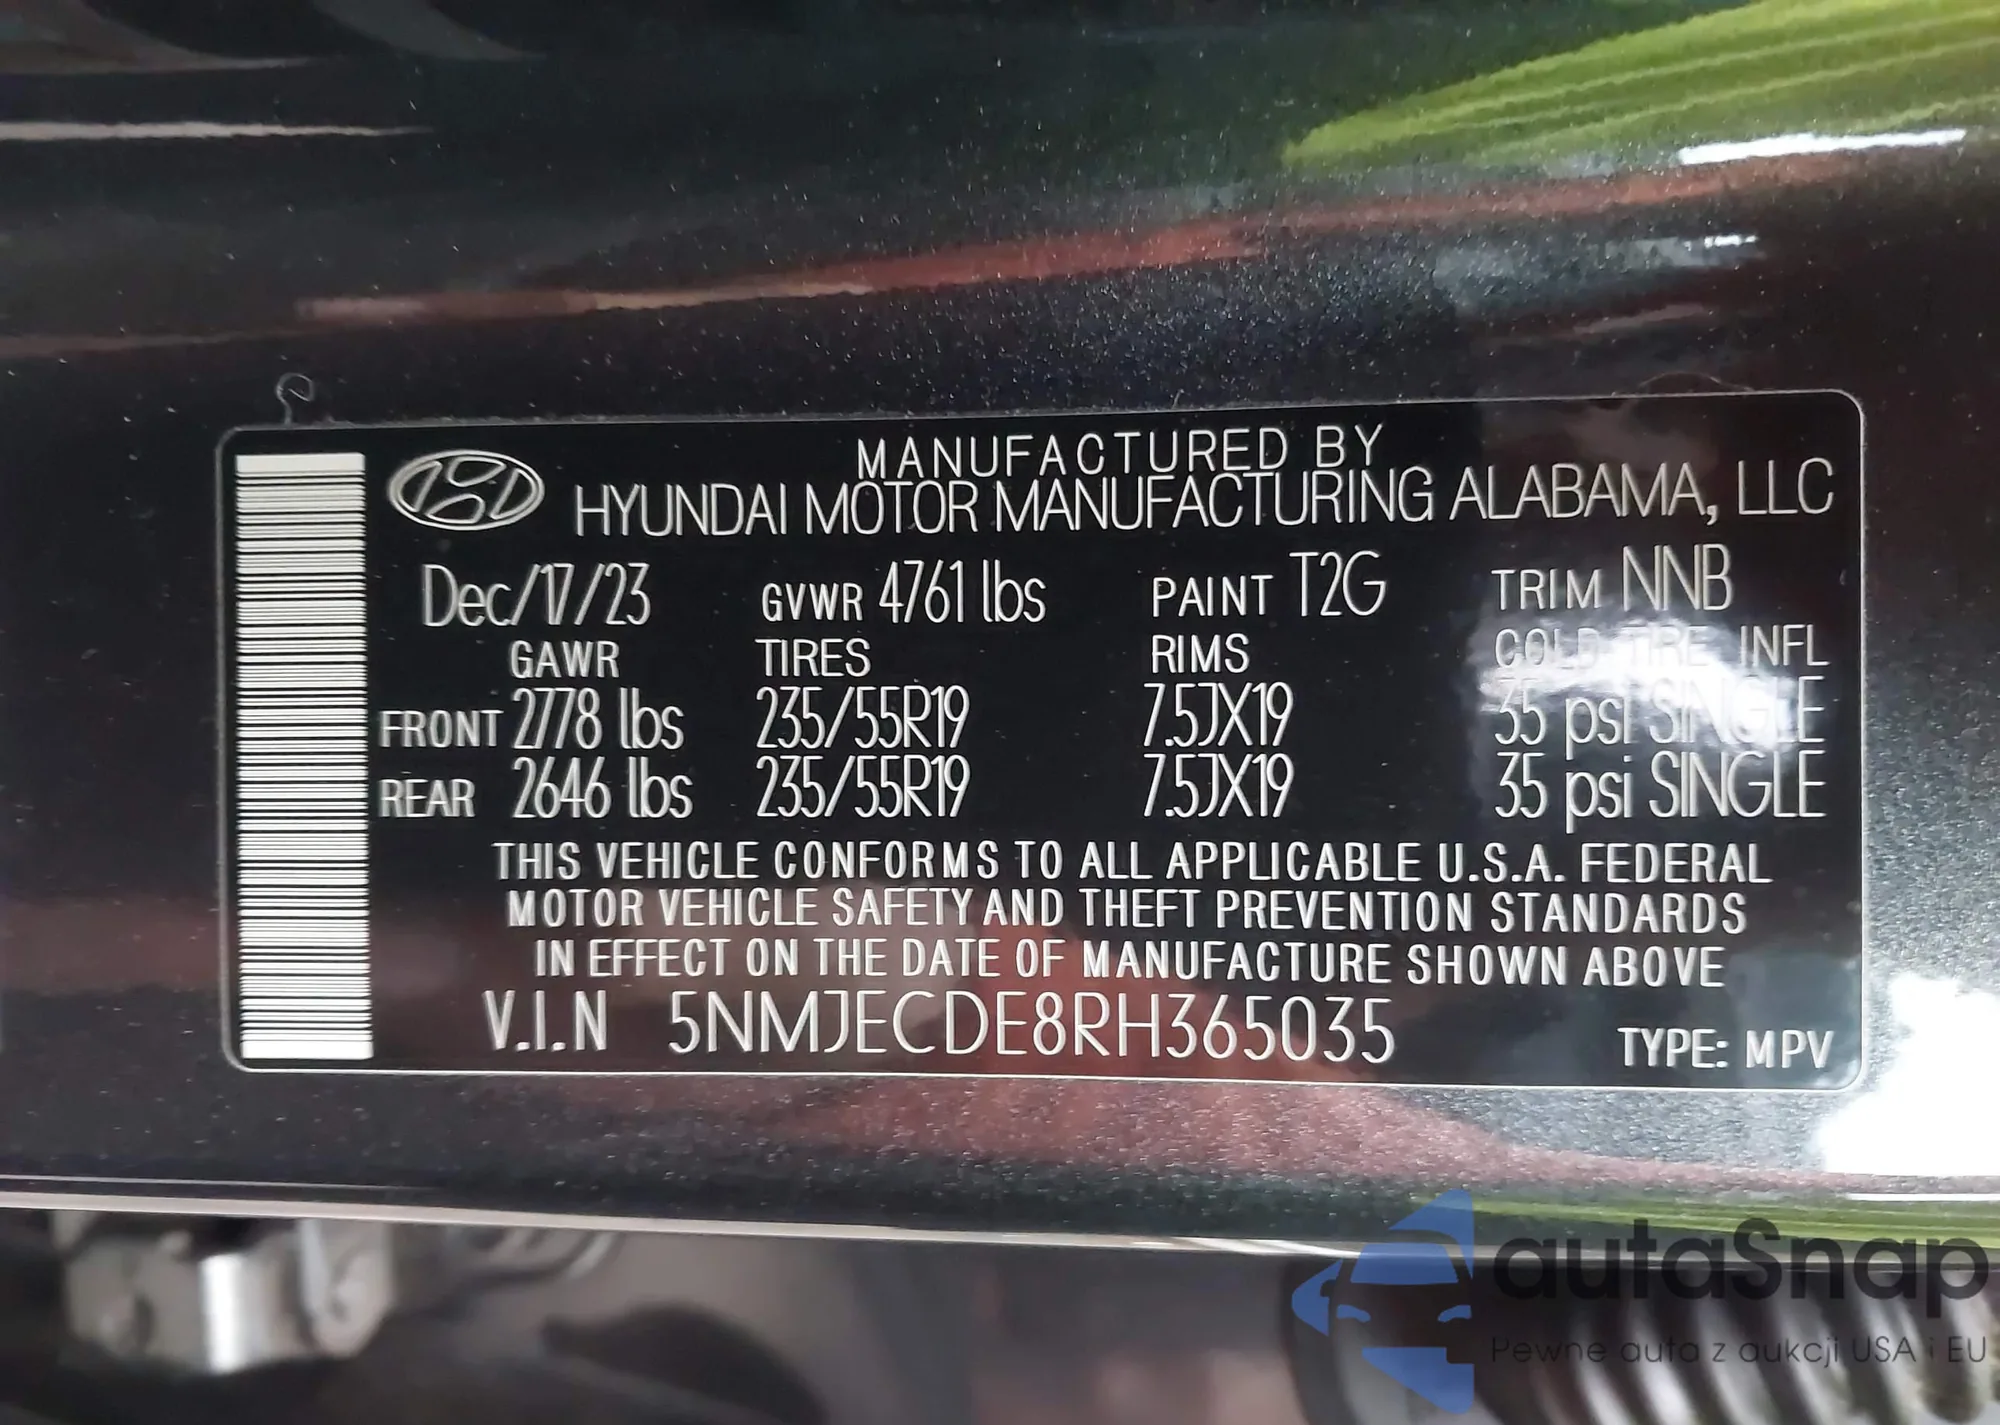 MANUFACTURED BY
HYUNDAI MOTOR MANUFACTURING ALABAMA, LLC
Dec/17/23 GVWR 4761 lbs PAINT T2G TRIM NNB
GAWR TIRES RIMS COLD TIRE INFL
FRONT 2778 lbs 235/55R19 7.5JX19 35 psi SINGLE
REAR 2646 lbs 235/55R19 7.5JX19 35 psi SINGLE
THIS VEHICLE CONFORMS TO ALL APPLICABLE U.S.A. FEDERAL
MOTOR VEHICLE SAFETY AND THEFT PREVENTION STANDARDS
IN EFFECT ON THE DATE OF MANUFACTURE SHOWN ABOVE
V.I.N 5NMJECDE8RH365035 TYPE: MPV
autaSnap
Pewne auta z aukcji USA i EU